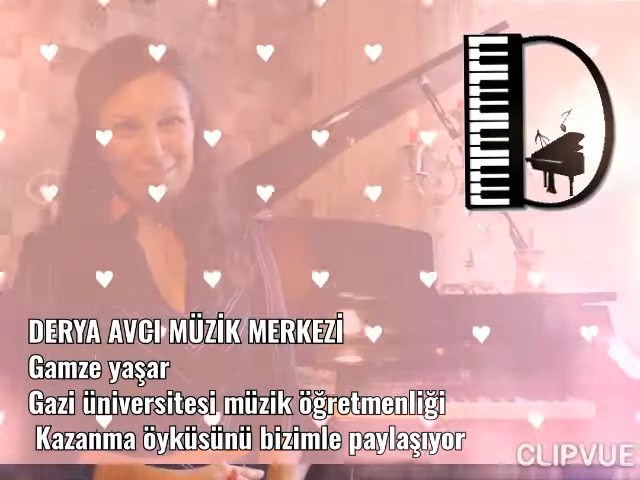 DERYA AVCI MÜZİK MERKEZİ
Gamze yaşar
Gazi üniversitesi müzik öğretmenliği
Kazanma öyküsünü bizimle paylaşıyor
CLIPVUE